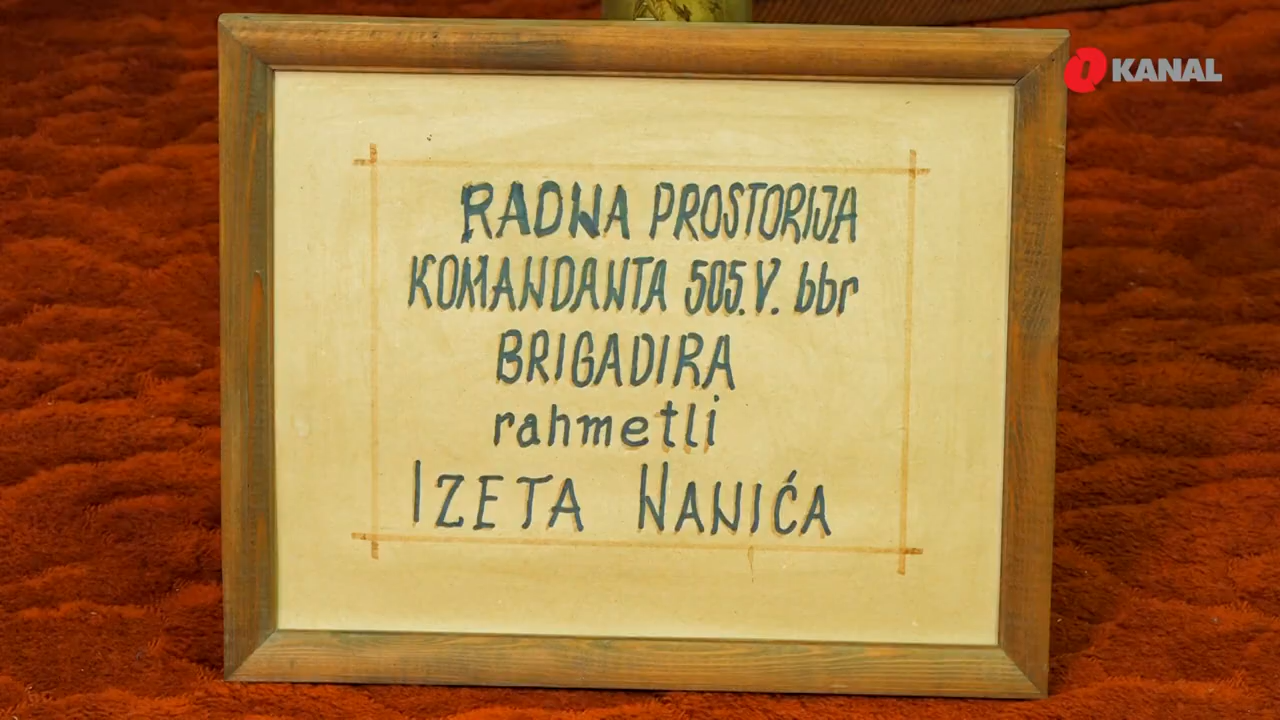 KANAL
RADNA PROSTORIJA
KOMANDANTA 505.V. bbr
BRIGADIRA
rahmetli
IZETA NANIĆA